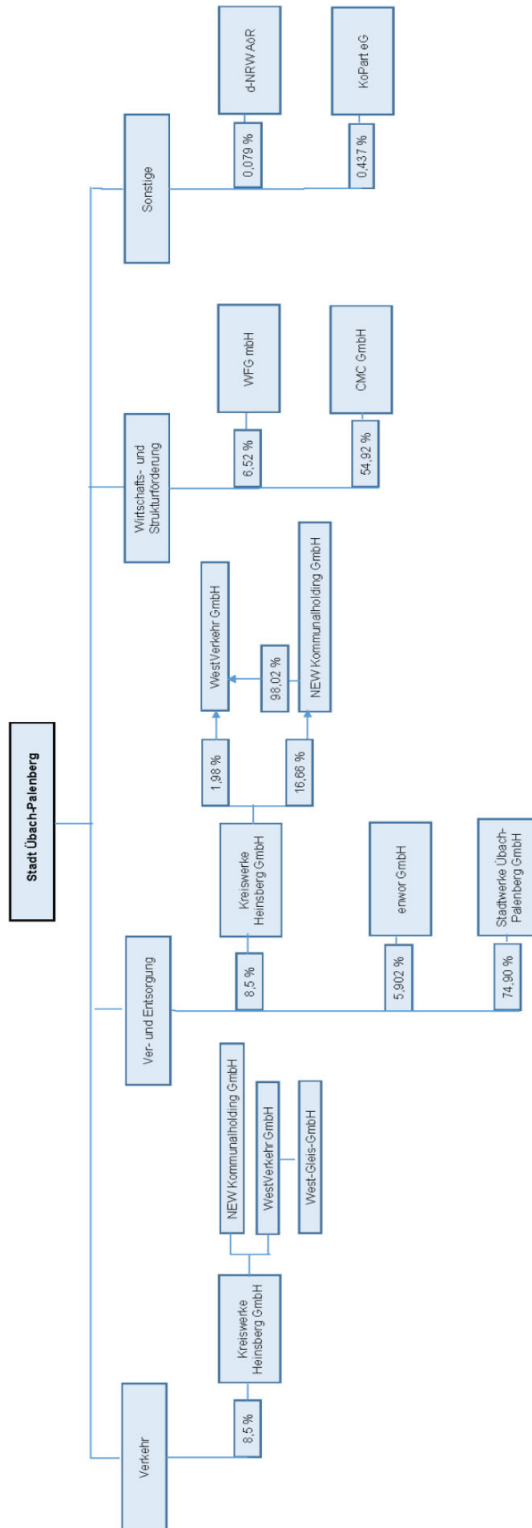 Stadt Übach-Palenberg
Verkehr
8,5 %
Kreiswerke
Heinsberg GmbH
NEW Kommunalholding GmbH
WestVerkehr GmbH
West-Gleis-GmbH
Ver- und Entsorgung
8,5 %
Kreiswerke
Heinsberg GmbH
1,98 %
WestVerkehr GmbH
98,02 %
16,66 %
NEW Kommunalholding GmbH
5,902 %
enwor GmbH
74,90 %
Stadtwerke Übach-
Palenberg GmbH
Wirtschafts- und
Strukturförderung
6,52 %
WFG mbH
54,92 %
CMC GmbH
Sonstige
0,079 %
d-NRW AöR
0,437 %
KoPart eG